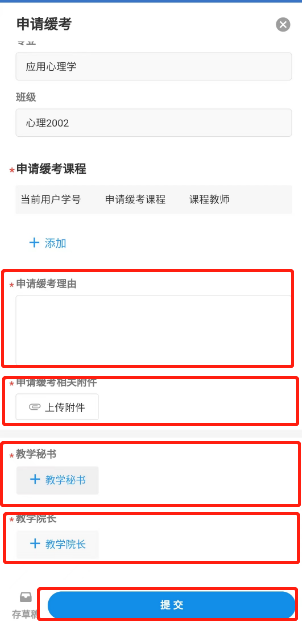 申请缓考
应用心理学
班级
心理2002
*申请缓考课程
当前用户学号 申请缓考课程 课程教师
+ 添加
*申请缓考理由
*申请缓考相关附件
上传附件
*教学秘书
+ 教学秘书
*教学院长
+ 教学院长
存草稿 提交